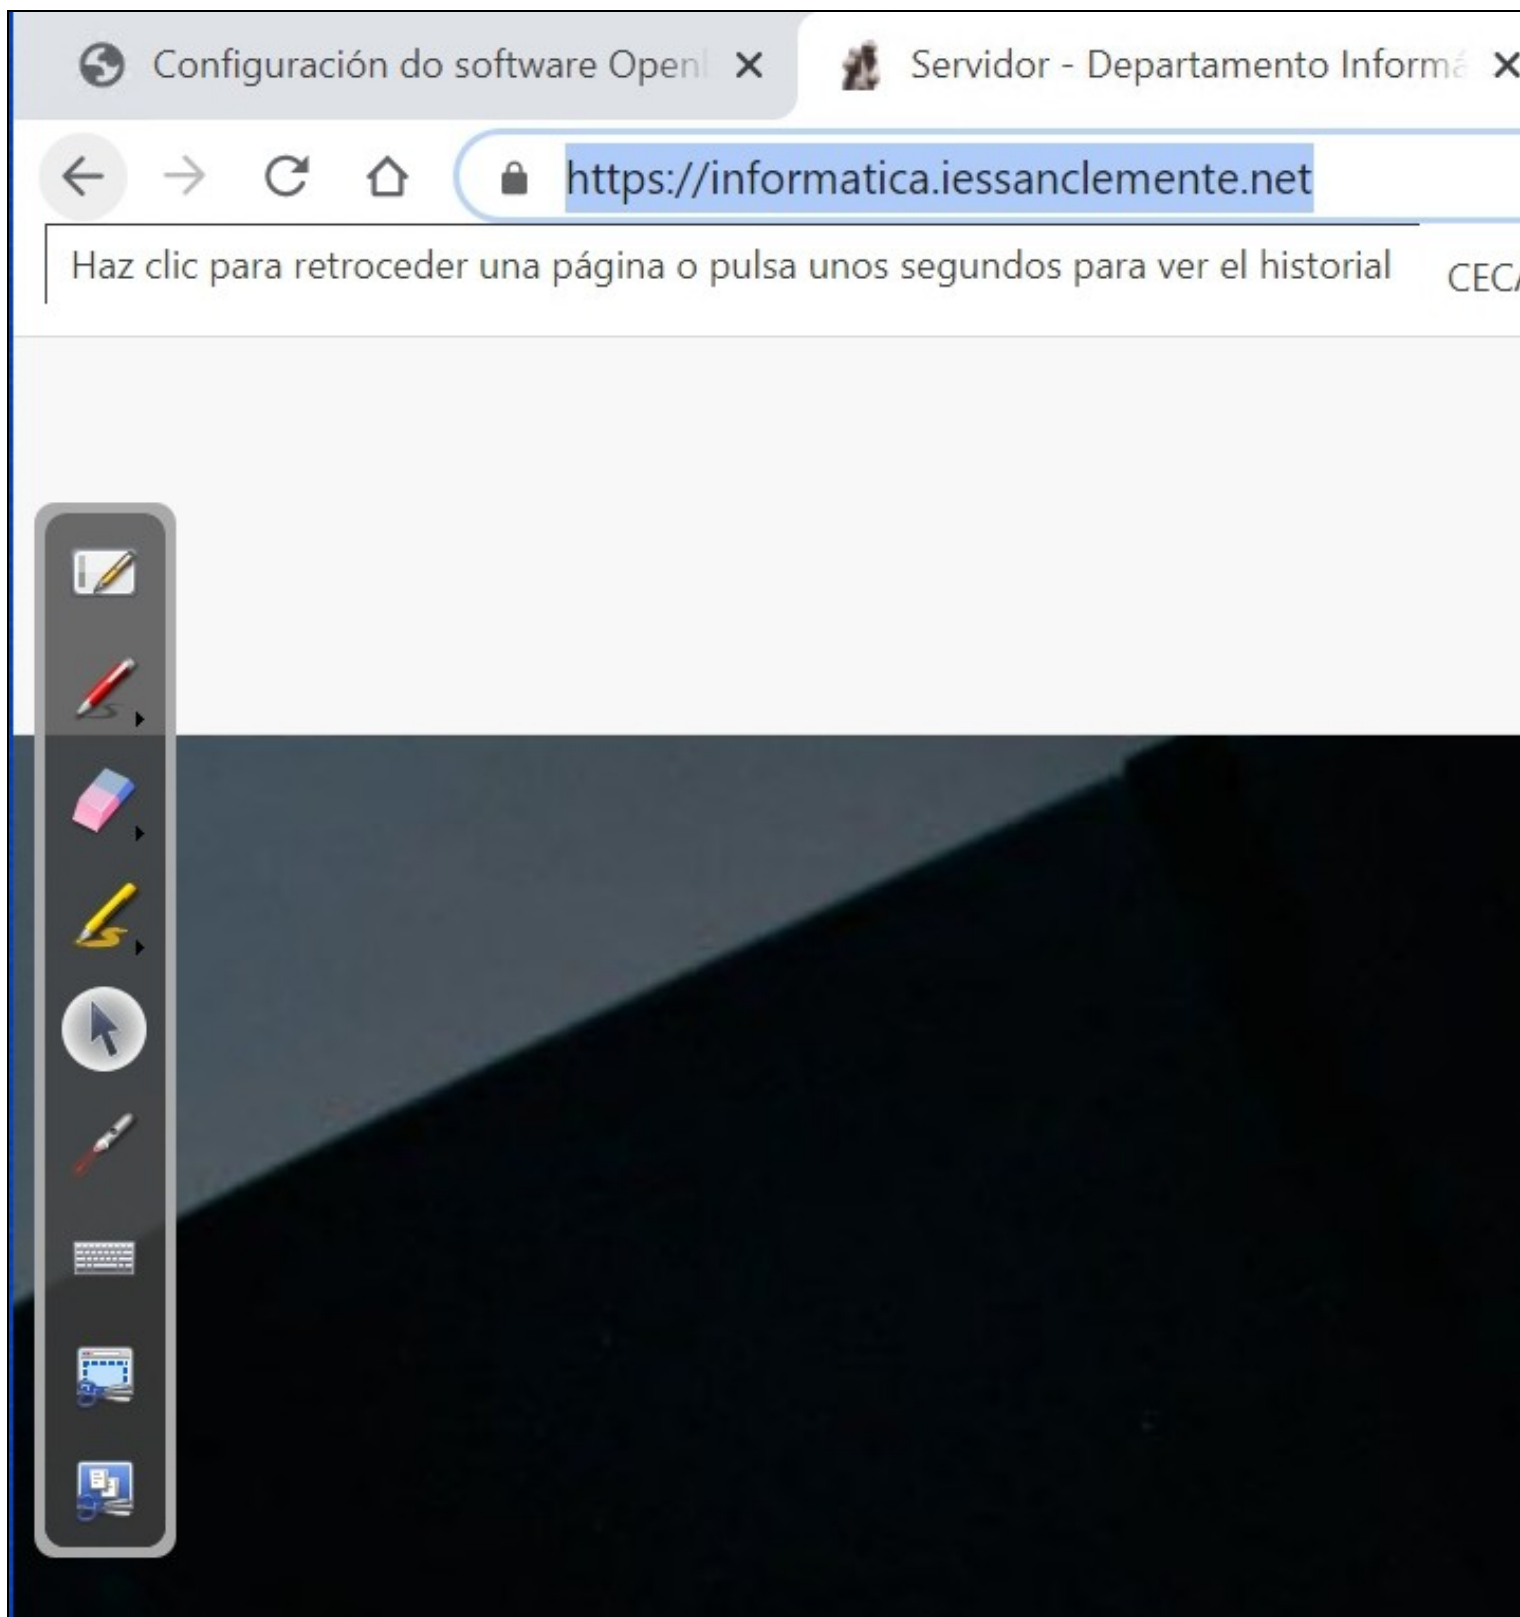 Configuración do software Open
Servidor - Departamento Informá
https://informatica.iessanclemente.net
Haz clic para retroceder una página o pulsa unos segundos para ver el historial
CECA